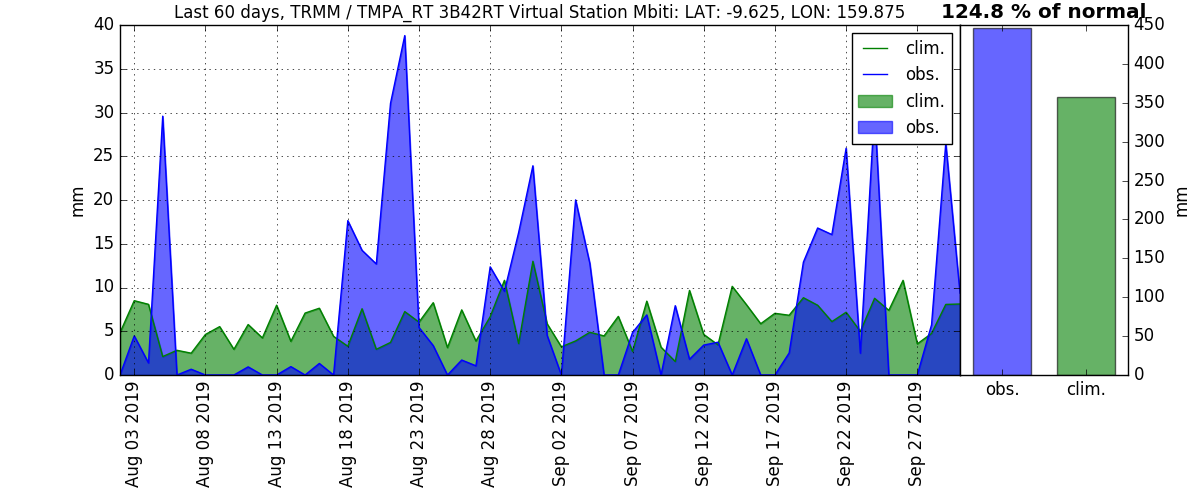 Last 60 days, TRMM / TMPA_RT 3B42RT Virtual Station Mbiti: LAT: -9.625, LON: 159.875
124.8 % of normal
40
35
30
25
20
15
10
5
0
mm
clim.
obs.
clim.
obs.
Aug 03 2019
Aug 08 2019
Aug 13 2019
Aug 18 2019
Aug 23 2019
Aug 28 2019
Sep 02 2019
Sep 07 2019
Sep 12 2019
Sep 17 2019
Sep 22 2019
Sep 27 2019
450
400
350
300
250
200
150
100
50
0
mm
obs.
clim.